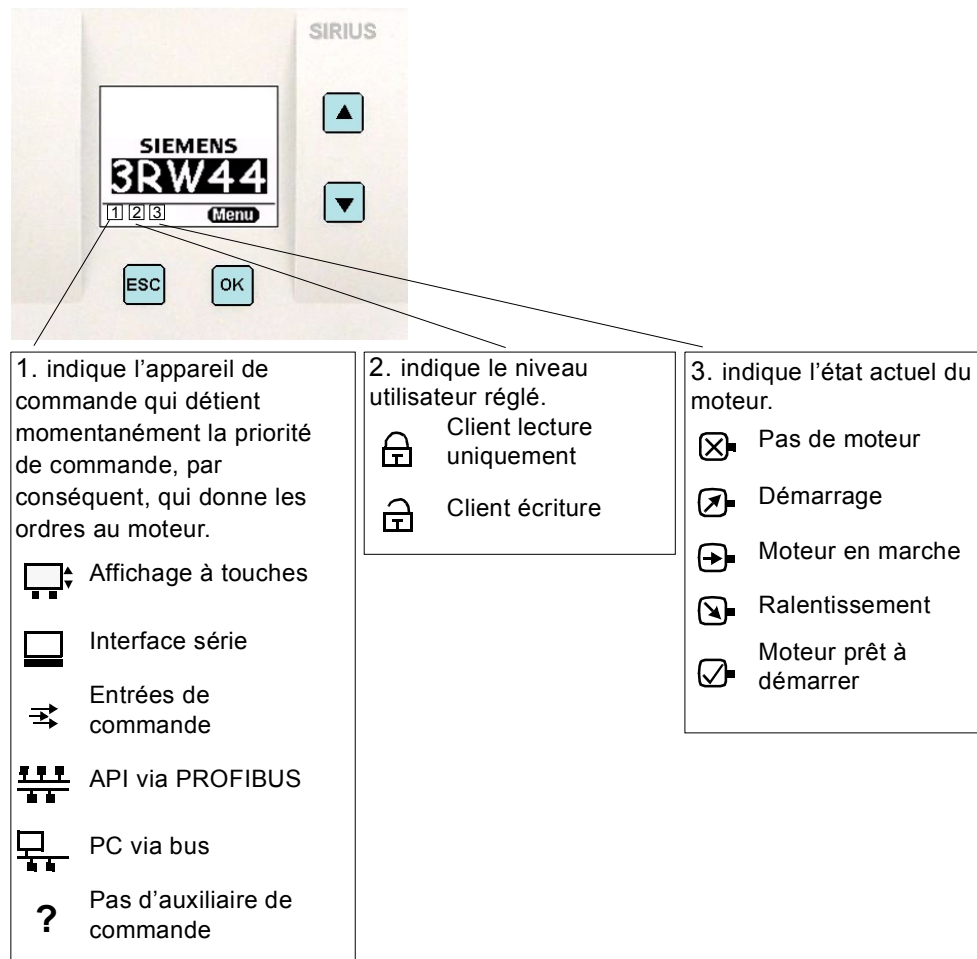 SIRIUS
SIEMENS
3RW44
1 2 3 Menu
ESC OK
1. indique l’appareil de
commande qui détient
momentanément la priorité
de commande, par
conséquent, qui donne les
ordres au moteur.
Affichage à touches
Interface série
Entrées de
commande
API via PROFIBUS
PC via bus
?
Pas d’auxiliaire de
commande
2. indique le niveau
utilisateur réglé.
Client lecture
uniquement
Client écriture
3. indique l’état actuel du
moteur.
Pas de moteur
Démarrage
Moteur en marche
Ralentissement
Moteur prêt à
démarrer